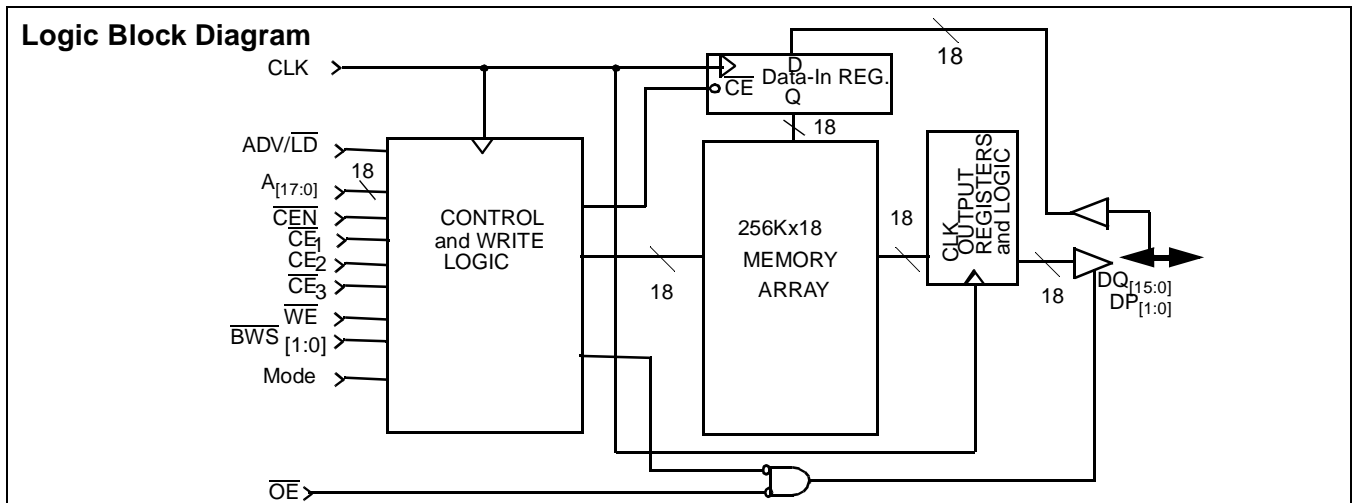 Logic Block Diagram
18
CLK
18
D
CE Data-In REG.
Q
18
ADV/LD
18
A[17:0]
CEN
CE1
CE2
CE3
WE
BWS [1:0]
Mode
CONTROL
and WRITE
LOGIC
18
256Kx18
MEMORY
ARRAY
18
CLK
OUTPUT
REGISTERS
and LOGIC
18
DQ[15:0]
DP[1:0]
OE